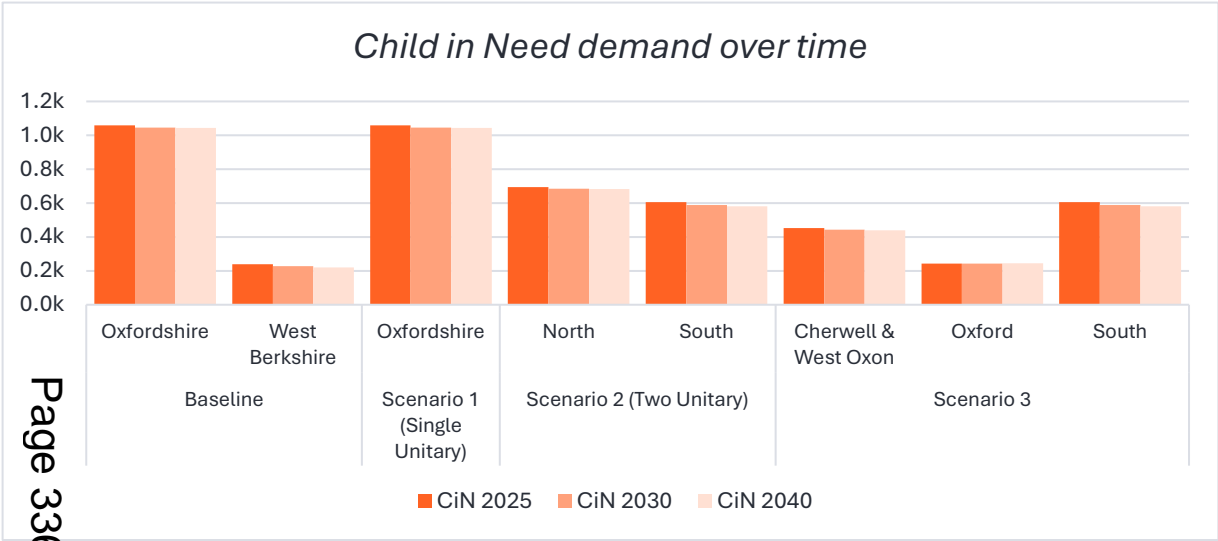 Child in Need demand over time
1.2k
1.0k
0.8k
0.6k
0.4k
0.2k
0.0k
Oxfordshire
West
Berkshire
Oxfordshire
North
South
Cherwell &
West Oxon
Oxford
South
Baseline
Scenario 1
(Single
Unitary)
Scenario 2 (Two Unitary)
Scenario 3
CiN 2025
CiN 2030
CiN 2040
Page 336